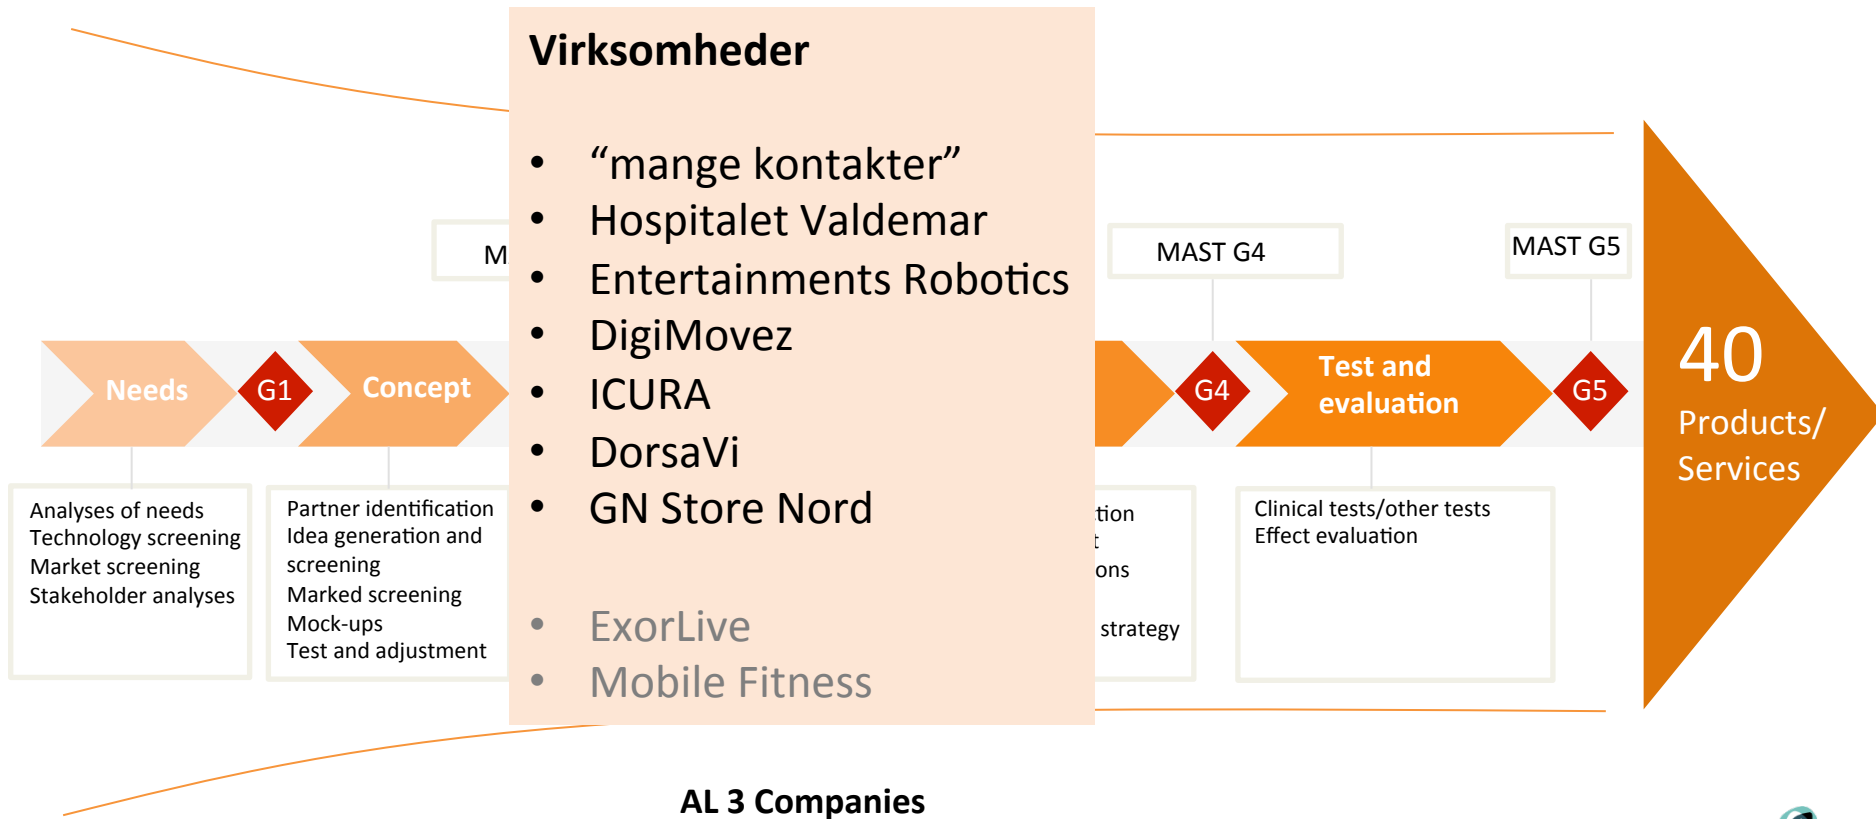 Virksomheder
“mange kontakter”
Hospitalet Valdemar
Entertainments Robotics
DigiMovez
ICURA
DorsaVi
GN Store Nord
ExorLive
Mobile Fitness
MAST G4
MAST G5
Needs
G1
Concept
G4
Test and
evaluation
G5
40
Products/
Services
Analyses of needs
Technology screening
Market screening
Stakeholder analyses
Partner identification
Idea generation and
screening
Marked screening
Mock-ups
Test and adjustment
strategy
Clinical tests/other tests
Effect evaluation
AL 3 Companies